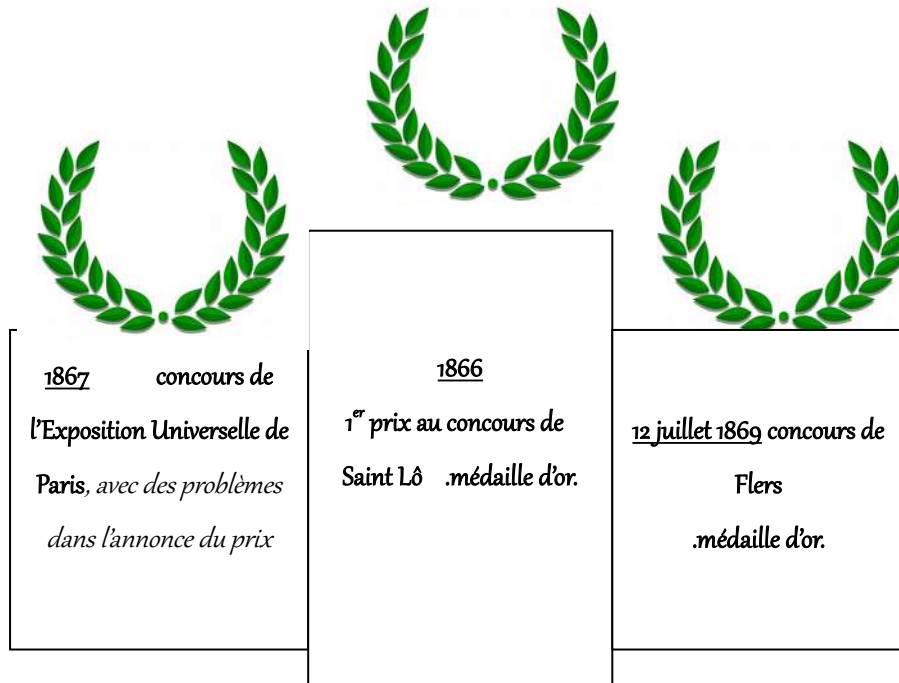 1867 concours de
l’Exposition Universelle de
Paris, avec des problèmes
dans l’annonce du prix
1866
1er prix au concours de
Saint Lô .médaille d’or.
12 juillet 1869 concours de
Flers
.médaille d’or.